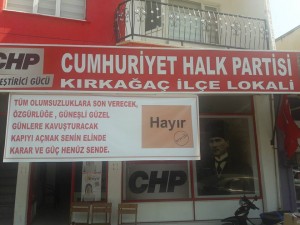 CHP
DEĞİŞTİRİCİ GÜCÜ
CUMHURİYET HALK PARTİSİ
KIRKAĞAÇ İLÇE LOKALİ
TÜM OLUMSUZLUKLARA SON VERECEK,
ÖZGÜRLÜĞE , GÜNEŞLİ GÜZEL
GÜNLERE KAVUŞTURACAK
KAPIYI AÇMAK SENİN ELİNDE
KARAR VE GÜÇ HENÜZ SENDE.
Hayır
CHP